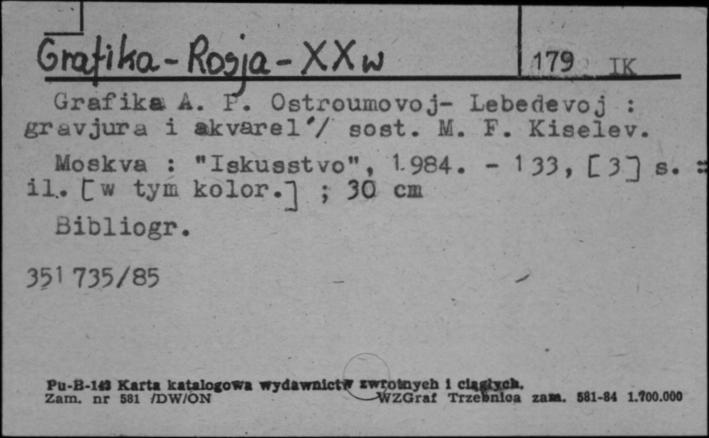 Grafika - Rosja - XX w
179 IK
Grafika A. P. Ostroumovoj- Lebedevoj :
gravjura i akvarel'/ sost. M. F. Kiselev.
Moskva : "Iskusstvo", 1984. - 133, [3] s. :
il. [w tym kolor.] ; 30 cm
Bibliogr.
351 735/85
Pu-B-143 Karta katalogowa wydawnictw zwrotnych i ciągłych.
Zam. nr 581 /DW/ON WZGraf Trzebnica zam. 581-84 1.700.000